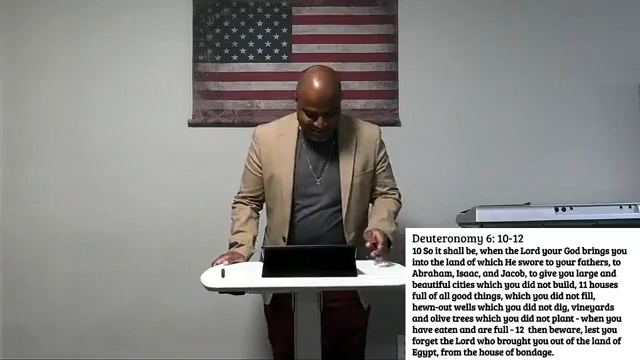 Deuteronomy 6: 10-12
10 So it shall be, when the Lord your God brings you
into the land of which He swore to your fathers, to
Abraham, Isaac, and Jacob, to give you large and
beautiful cities which you did not build, 11 houses
full of all good things, which you did not fill,
hewn-out wells which you did not dig, vineyards
and olive trees which you did not plant - when you
have eaten and are full - 12 then beware, lest you
forget the Lord who brought you out of the land of
Egypt, from the house of bondage.